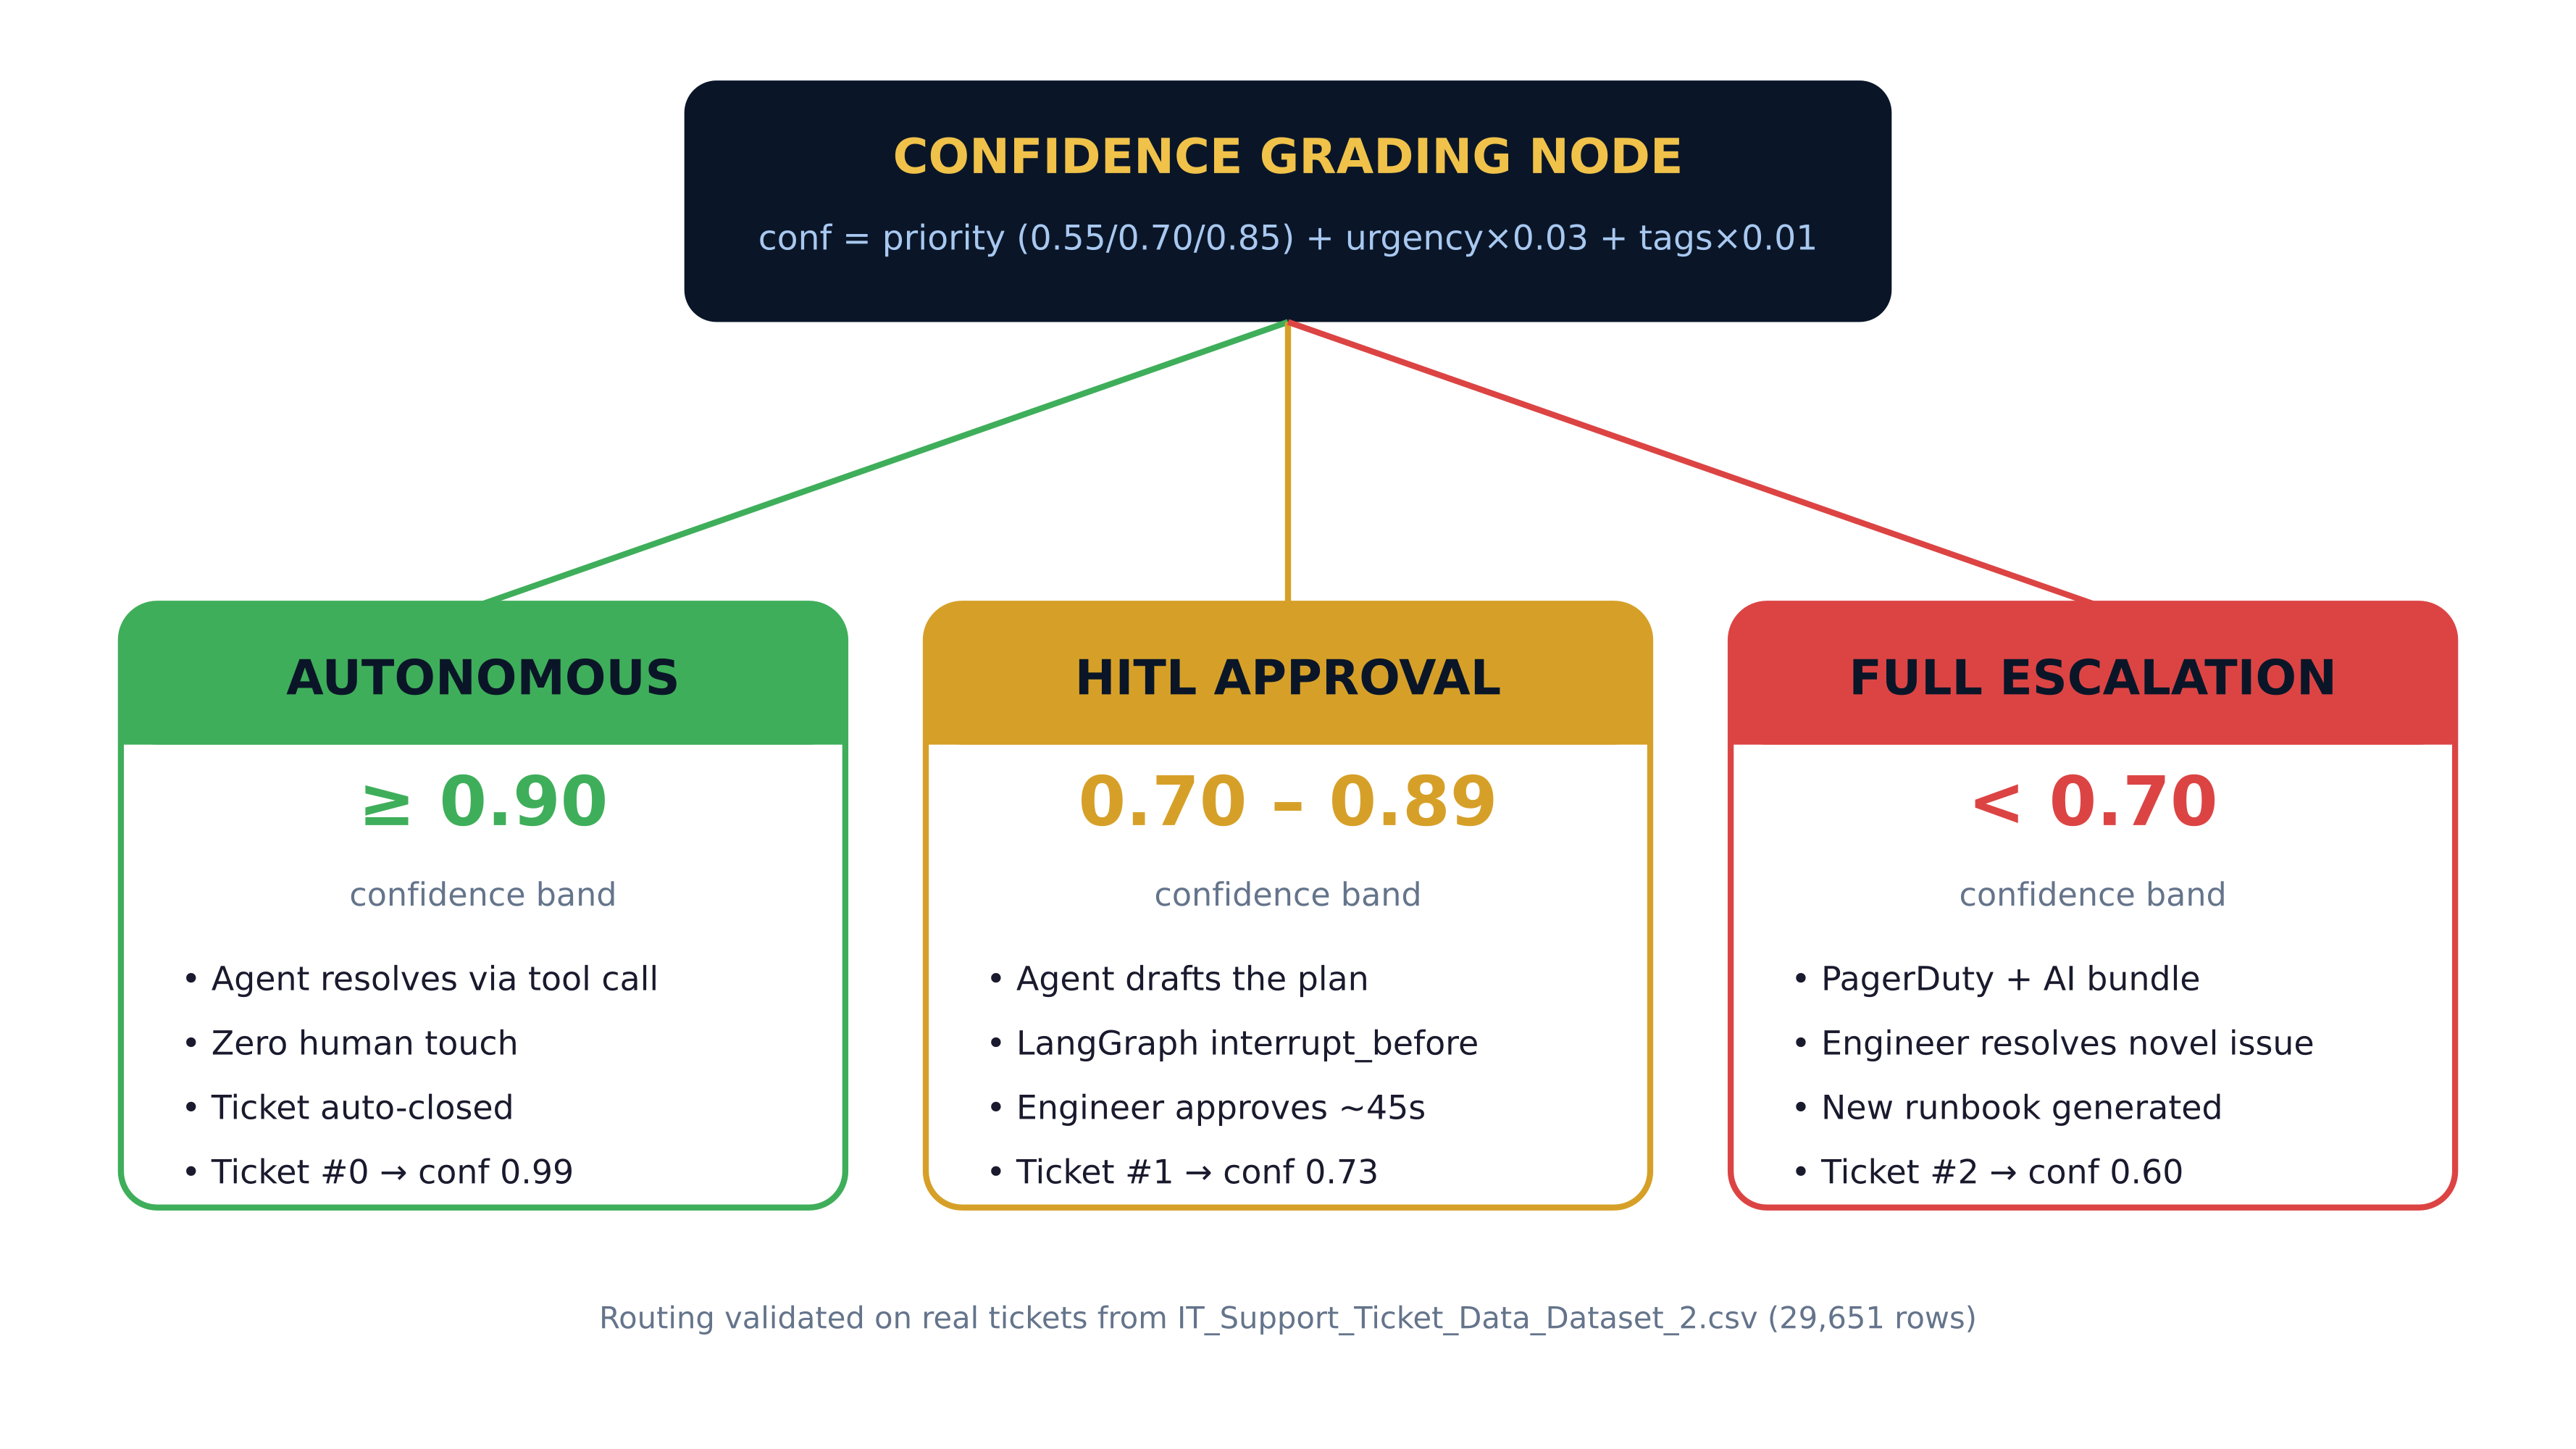 CONFIDENCE GRADING NODE
conf = priority (0.55/0.70/0.85) + urgency×0.03 + tags×0.01
AUTONOMOUS
≥ 0.90
confidence band
• Agent resolves via tool call
• Zero human touch
• Ticket auto-closed
• Ticket #0 → conf 0.99
HITL APPROVAL
0.70 – 0.89
confidence band
• Agent drafts the plan
• LangGraph interrupt_before
• Engineer approves ~45s
• Ticket #1 → conf 0.73
FULL ESCALATION
< 0.70
confidence band
• PagerDuty + AI bundle
• Engineer resolves novel issue
• New runbook generated
• Ticket #2 → conf 0.60
Routing validated on real tickets from IT_Support_Ticket_Data_Dataset_2.csv (29,651 rows)